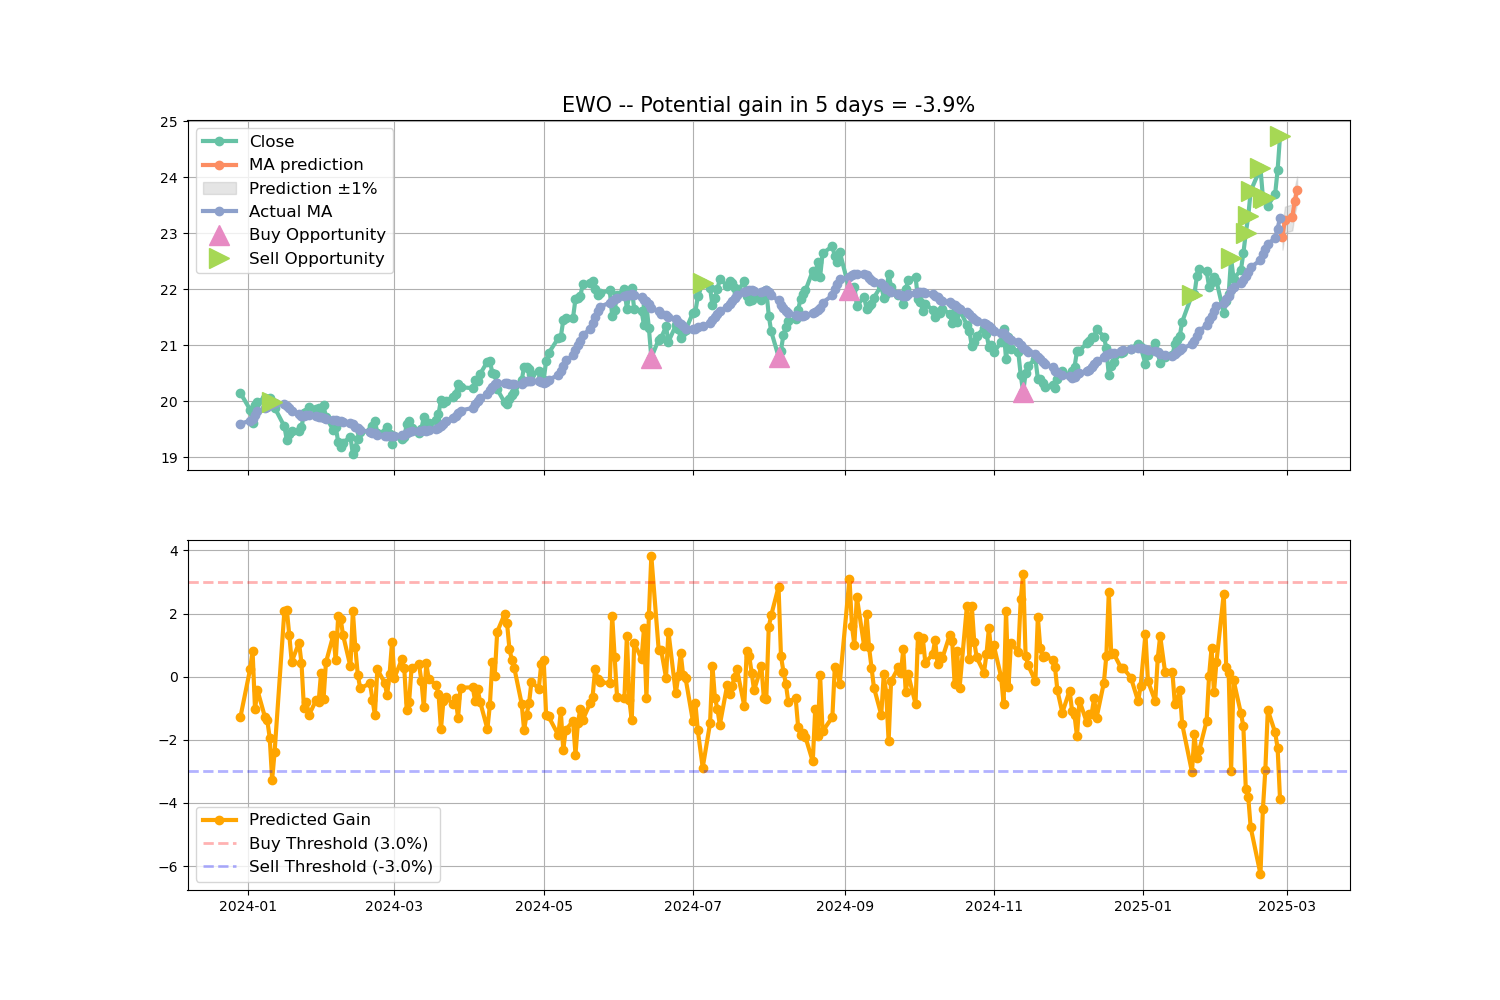 EWO -- Potential gain in 5 days = -3.9%
25
24
23
22
21
20
19
Close
MA prediction
Prediction ±1%
Actual MA
Buy Opportunity
Sell Opportunity
4
2
0
−2
−4
−6
Predicted Gain
Buy Threshold (3.0%)
Sell Threshold (-3.0%)
2024-01
2024-03
2024-05
2024-07
2024-09
2024-11
2025-01
2025-03